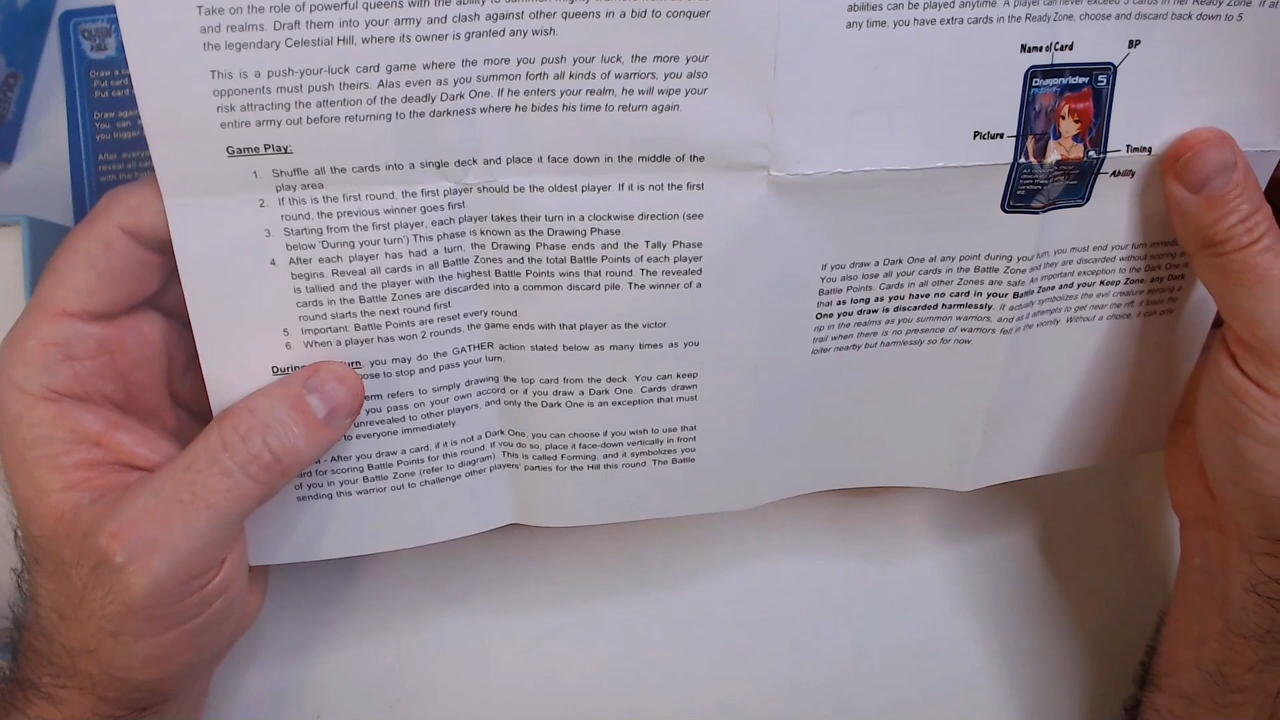 Take on the role of powerful queens with the ability to summon mighty warriors from all
and realms. Draft them into your army and clash against other queens in a bid to conquer
the legendary Celestial Hill, where its owner is granted any wish.
This is a push-your-luck card game where the more you push your luck, the more your
opponents must push theirs. Alas even as you summon forth all kinds of warriors, you also
risk attracting the attention of the deadly Dark One. If he enters your realm, he will wipe your
entire army out before returning to the darkness where he bides his time to return again.
Game Play:
1. Shuffle all the cards into a single deck and place it face down in the middle of the
play area.
2. If this is the first round, the first player should be the oldest player. If it is not the first
round, the previous winner goes first.
3. Starting from the first player, each player takes their turn in a clockwise direction (see
below 'During your turn') This phase is known as the Drawing Phase.
4. After each player has had a turn, the Drawing Phase ends and the Tally Phase
begins. Reveal all cards in all Battle Zones and the total Battle Points of each player
is tallied and the player with the highest Battle Points wins that round. The revealed
cards in the Battle Zones are discarded into a common discard pile. The winner of a
round starts the next round first.
5. Important: Battle Points are reset every round.
6. When a player has won 2 rounds, the game ends with that player as the victor.
During urn, you may do the GATHER action stated below as many times as you
ose to stop and pass your turn.
erm refers to simply drawing the top card from the deck. You can keep
you pass on your own accord or if you draw a Dark One. Cards drawn
unrevealed to other players, and only the Dark One is an exception that must
to everyone immediately
- After you draw a card, if it is not a Dark One, you can choose if you wish to use that
ard for scoring Battle Points for this round. If you do so, place it face-down vertically in front
of you in your Battle Zone (refer to diagram). This is called Forming, and it symbolizes you
sending this warrior out to challenge other players' parties for the Hill this round. The Battle
abilities can be played anytime. A player can never exceed 5 cards in her Ready Zone. If at
any time, you have extra cards in the Ready Zone, choose and discard back down to 5.
Name of Card
BP
Dragonrider 5
Picture
Timing
Ability
If you draw a Dark One at any point during your turn, you must end your turn
You also lose all your cards in the Battle Zone and they are discarded without scoring
Battle Points. Cards in all other Zones are safe. An important exception to the Dark One is
that as long as you have no card in your Battle Zone and your Keep Zone, any Dark
One you draw is discarded harmlessly. It actually symbolizes the evil creature sensing a
rip in the realms as you summon warriors, and as it attempts to get near the rift, it loses the
trail when there is no presence of warriors felt in the vicinity. Without a choice, it can only
loiter nearby but harmlessly so for now.